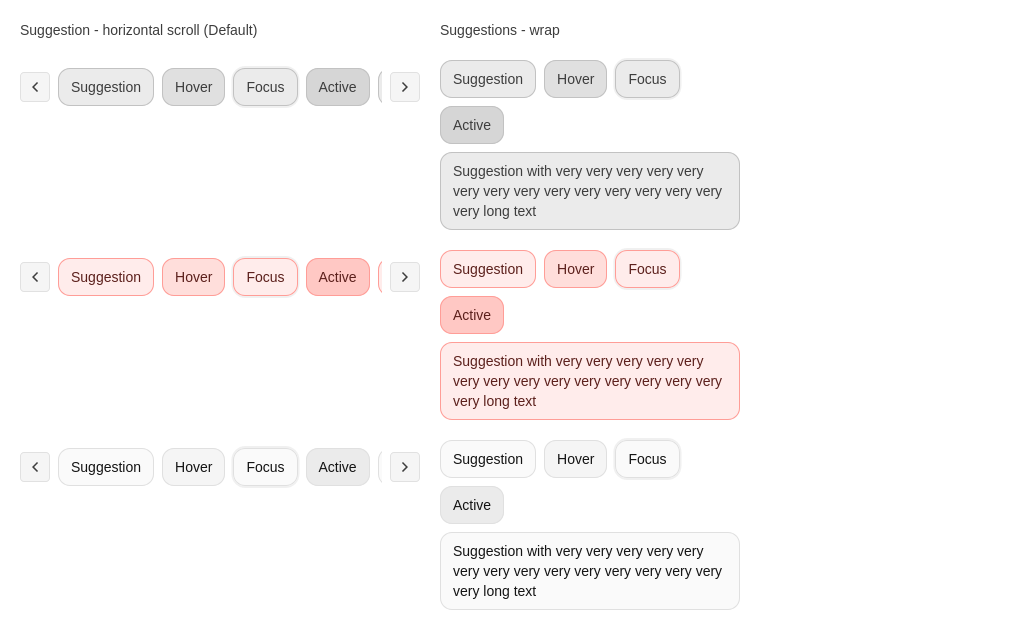 Suggestion - horizontal scroll (Default)
Suggestion Hover Focus Active
Suggestion Hover Focus Active
Suggestion Hover Focus Active
Suggestions - wrap
Suggestion Hover Focus
Active
Suggestion with very very very very very
very very very very very very very very very
very long text
Suggestion Hover Focus
Active
Suggestion with very very very very very
very very very very very very very very very
very long text
Suggestion Hover Focus
Active
Suggestion with very very very very very
very very very very very very very very very
very long text